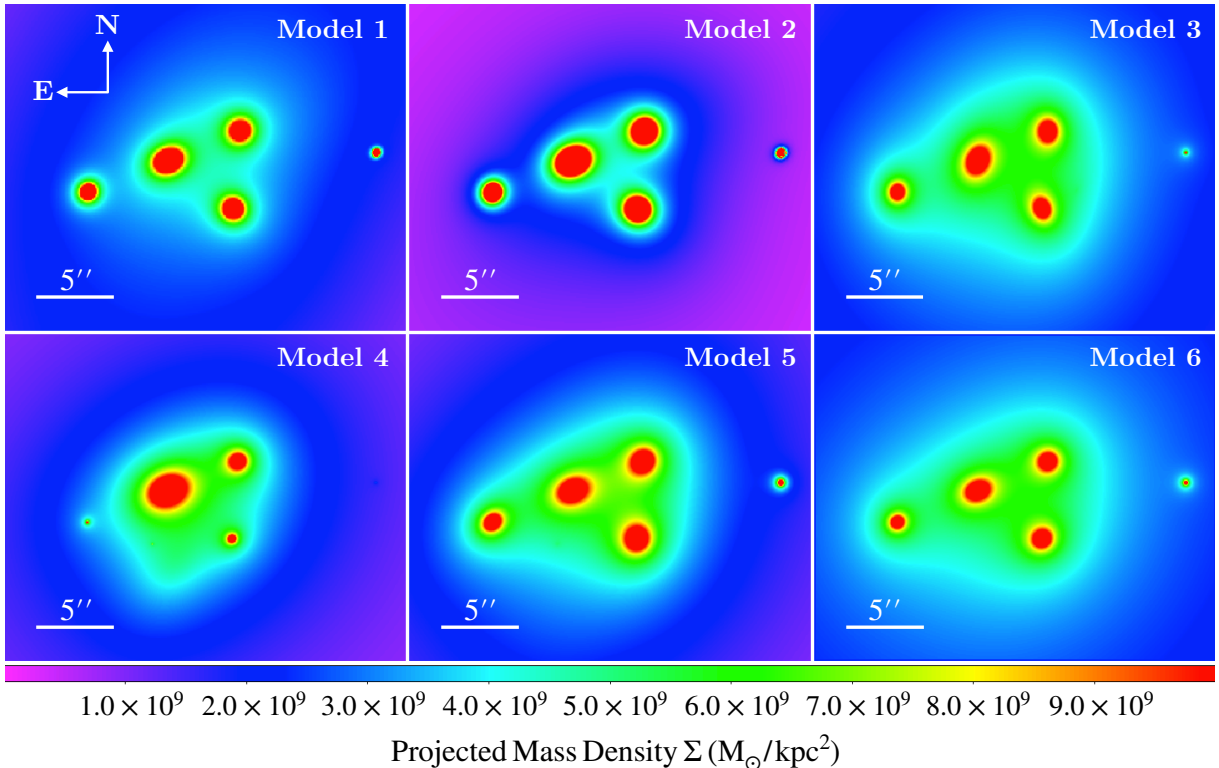 Model 1
N
E
5′′
Model 2
5′′
Model 3
5′′
Model 4
5′′
Model 5
5′′
Model 6
5′′
1.0 × 10⁹ 2.0 × 10⁹ 3.0 × 10⁹ 4.0 × 10⁹ 5.0 × 10⁹ 6.0 × 10⁹ 7.0 × 10⁹ 8.0 × 10⁹ 9.0 × 10⁹
Projected Mass Density Σ (M⊙/kpc²)